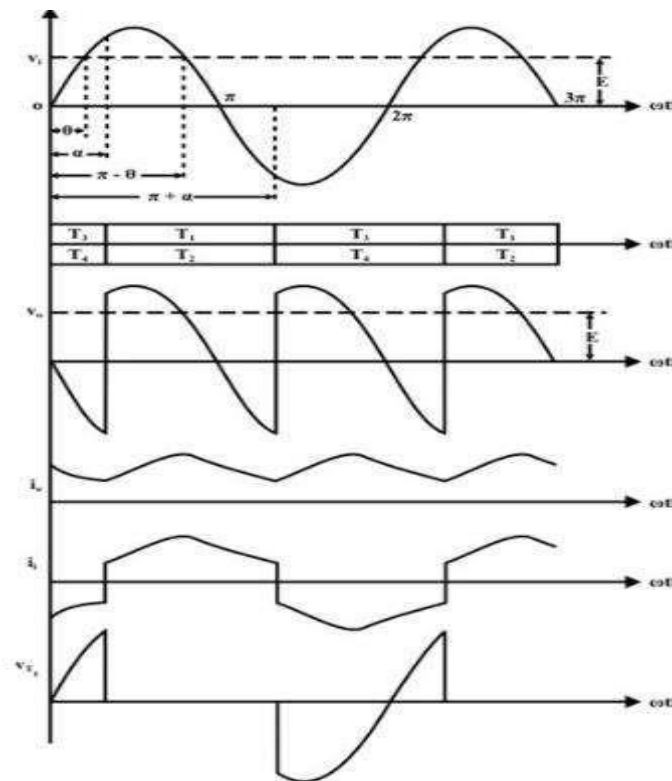 vᵢ
E
π
3π
O
ωt
θ
2π
α
π - θ
π + α
T₃ T₁ T₃ T₁
ωt
T₄ T₂ T₄ T₂
vₒ
E
ωt
iₒ
ωt
iᵢ
ωt
ωt